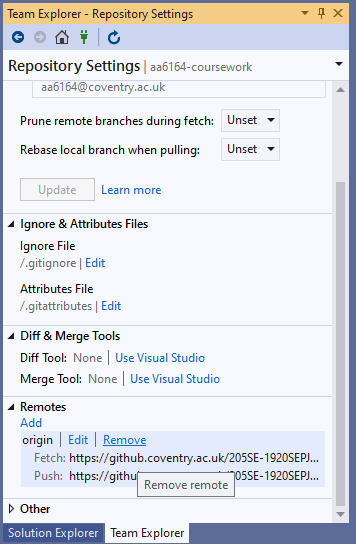 Team Explorer - Repository Settings
Repository Settings | aa6164-coursework
aa6164@coventry.ac.uk
Prune remote branches during fetch: Unset
Rebase local branch when pulling: Unset
Update Learn more
Ignore & Attributes Files
Ignore File
/.gitignore | Edit
Attributes File
/.gitattributes | Edit
Diff & Merge Tools
Diff Tool: None | Use Visual Studio
Merge Tool: None | Use Visual Studio
Remotes
Add
origin | Edit | Remove
Fetch: https://github.coventry.ac.uk/205SE-1920SEPJ...
Push: https://github.coventry.ac.uk/205SE-1920SEPJ...
Remove remote
Other
Solution Explorer Team Explorer